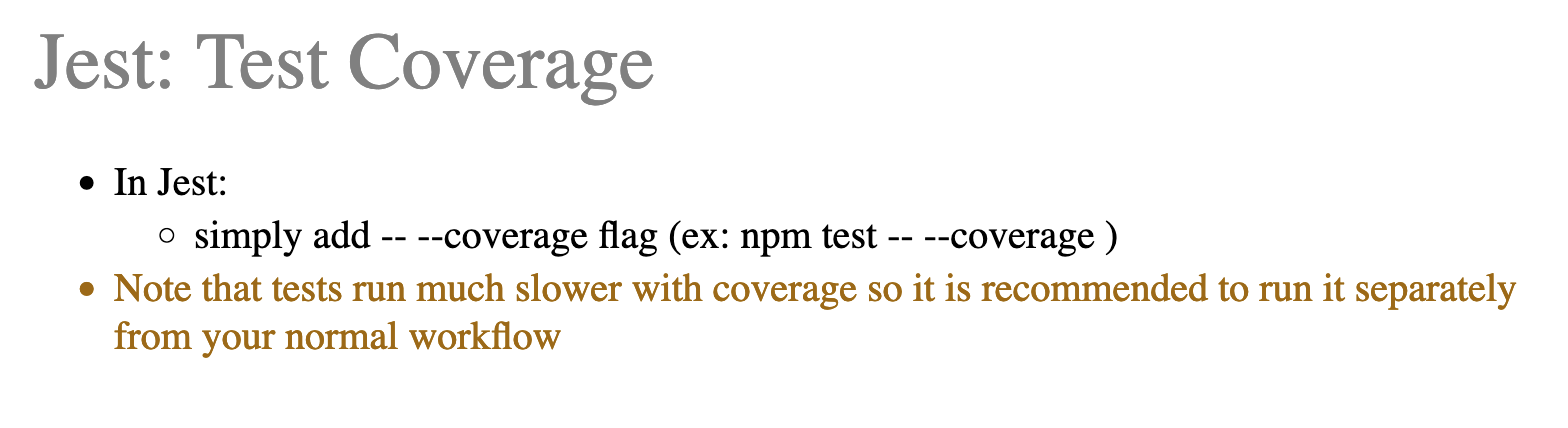 Jest: Test Coverage
• In Jest:
○ simply add -- --coverage flag (ex: npm test -- --coverage )
• Note that tests run much slower with coverage so it is recommended to run it separately
from your normal workflow